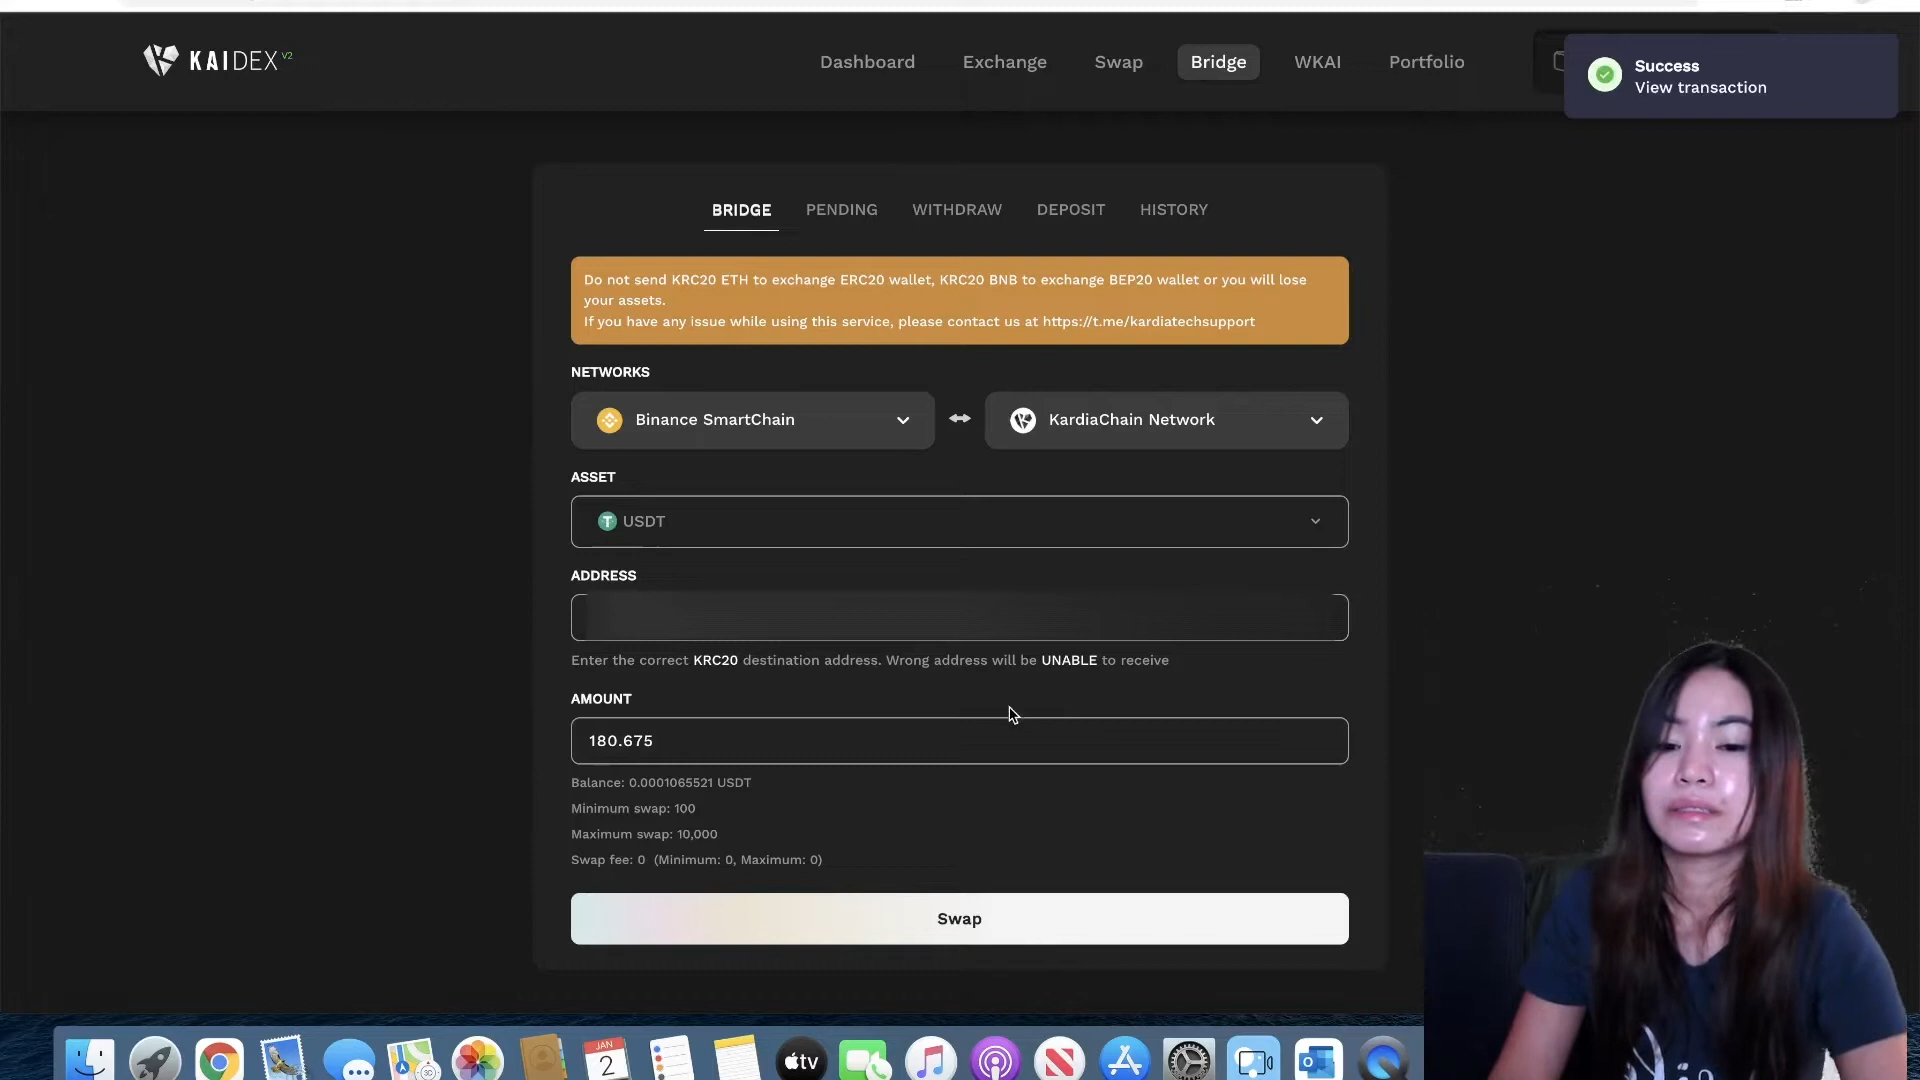 KAIDEX V2
Dashboard
Exchange
Swap
Bridge
WKAI
Portfolio
Success
View transaction
BRIDGE
PENDING
WITHDRAW
DEPOSIT
HISTORY
Do not send KRC20 ETH to exchange ERC20 wallet, KRC20 BNB to exchange BEP20 wallet or you will lose
your assets.
If you have any issue while using this service, please contact us at https://t.me/kardiatechsupport
NETWORKS
Binance SmartChain
KardiaChain Network
ASSET
USDT
ADDRESS
Enter the correct KRC20 destination address. Wrong address will be UNABLE to receive
AMOUNT
180.675
Balance: 0.0001065521 USDT
Minimum swap: 100
Maximum swap: 10,000
Swap fee: 0 (Minimum: 0, Maximum: 0)
Swap
JAN
2
tv